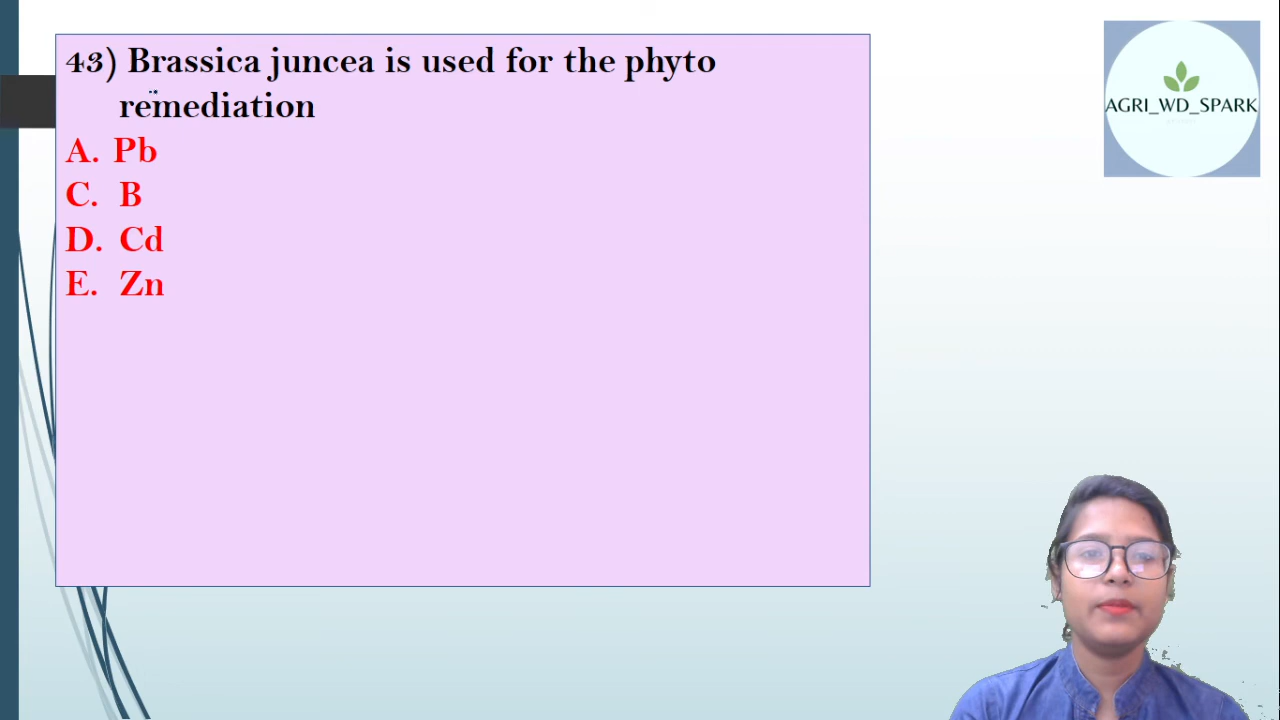 43) Brassica juncea is used for the phyto
remediation
A. Pb
C. B
D. Cd
E. Zn
AGRI_WD_SPARK